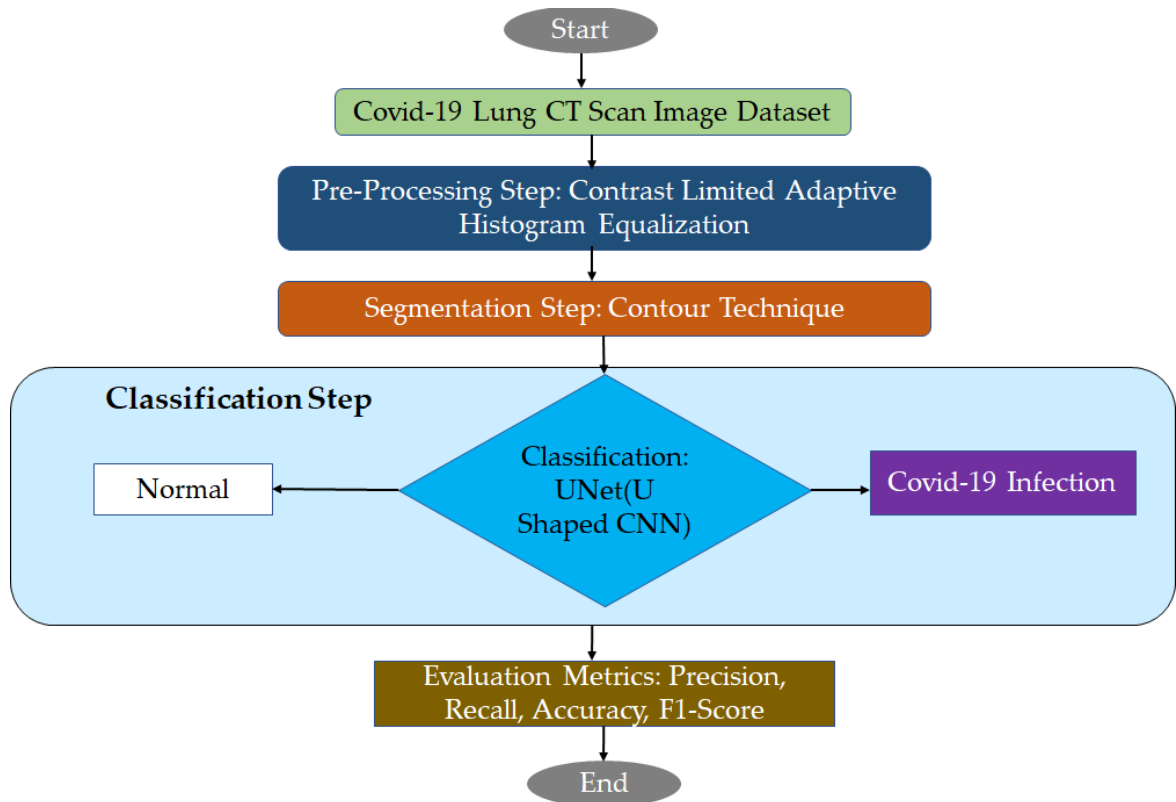 Start
Covid-19 Lung CT Scan Image Dataset
Pre-Processing Step: Contrast Limited Adaptive
Histogram Equalization
Segmentation Step: Contour Technique
Classification Step
Normal
Classification:
UNet(U
Shaped CNN)
Covid-19 Infection
Evaluation Metrics: Precision,
Recall, Accuracy, F1-Score
End